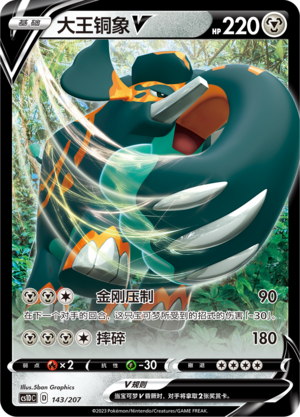 基础
大王铜象V
HP 220
金刚压制 90
在下一个对手的回合，这只宝可梦所受到的招式的伤害「-30」。
摔碎 180
弱点 ×2 抗性 -30 撤退
Illus.5ban Graphics
V规则
cs1DC D 143/207
当宝可梦V昏厥时，对手将拿取2张奖赏卡。
©2023 Pokémon/Nintendo/Creatures/GAME FREAK.